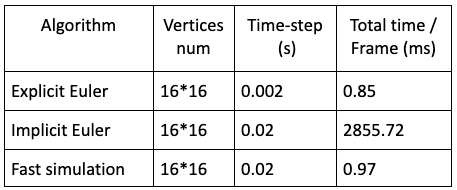 Algorithm Vertices num Time-step (s) Total time / Frame (ms)
Explicit Euler 16*16 0.002 0.85
Implicit Euler 16*16 0.02 2855.72
Fast simulation 16*16 0.02 0.97